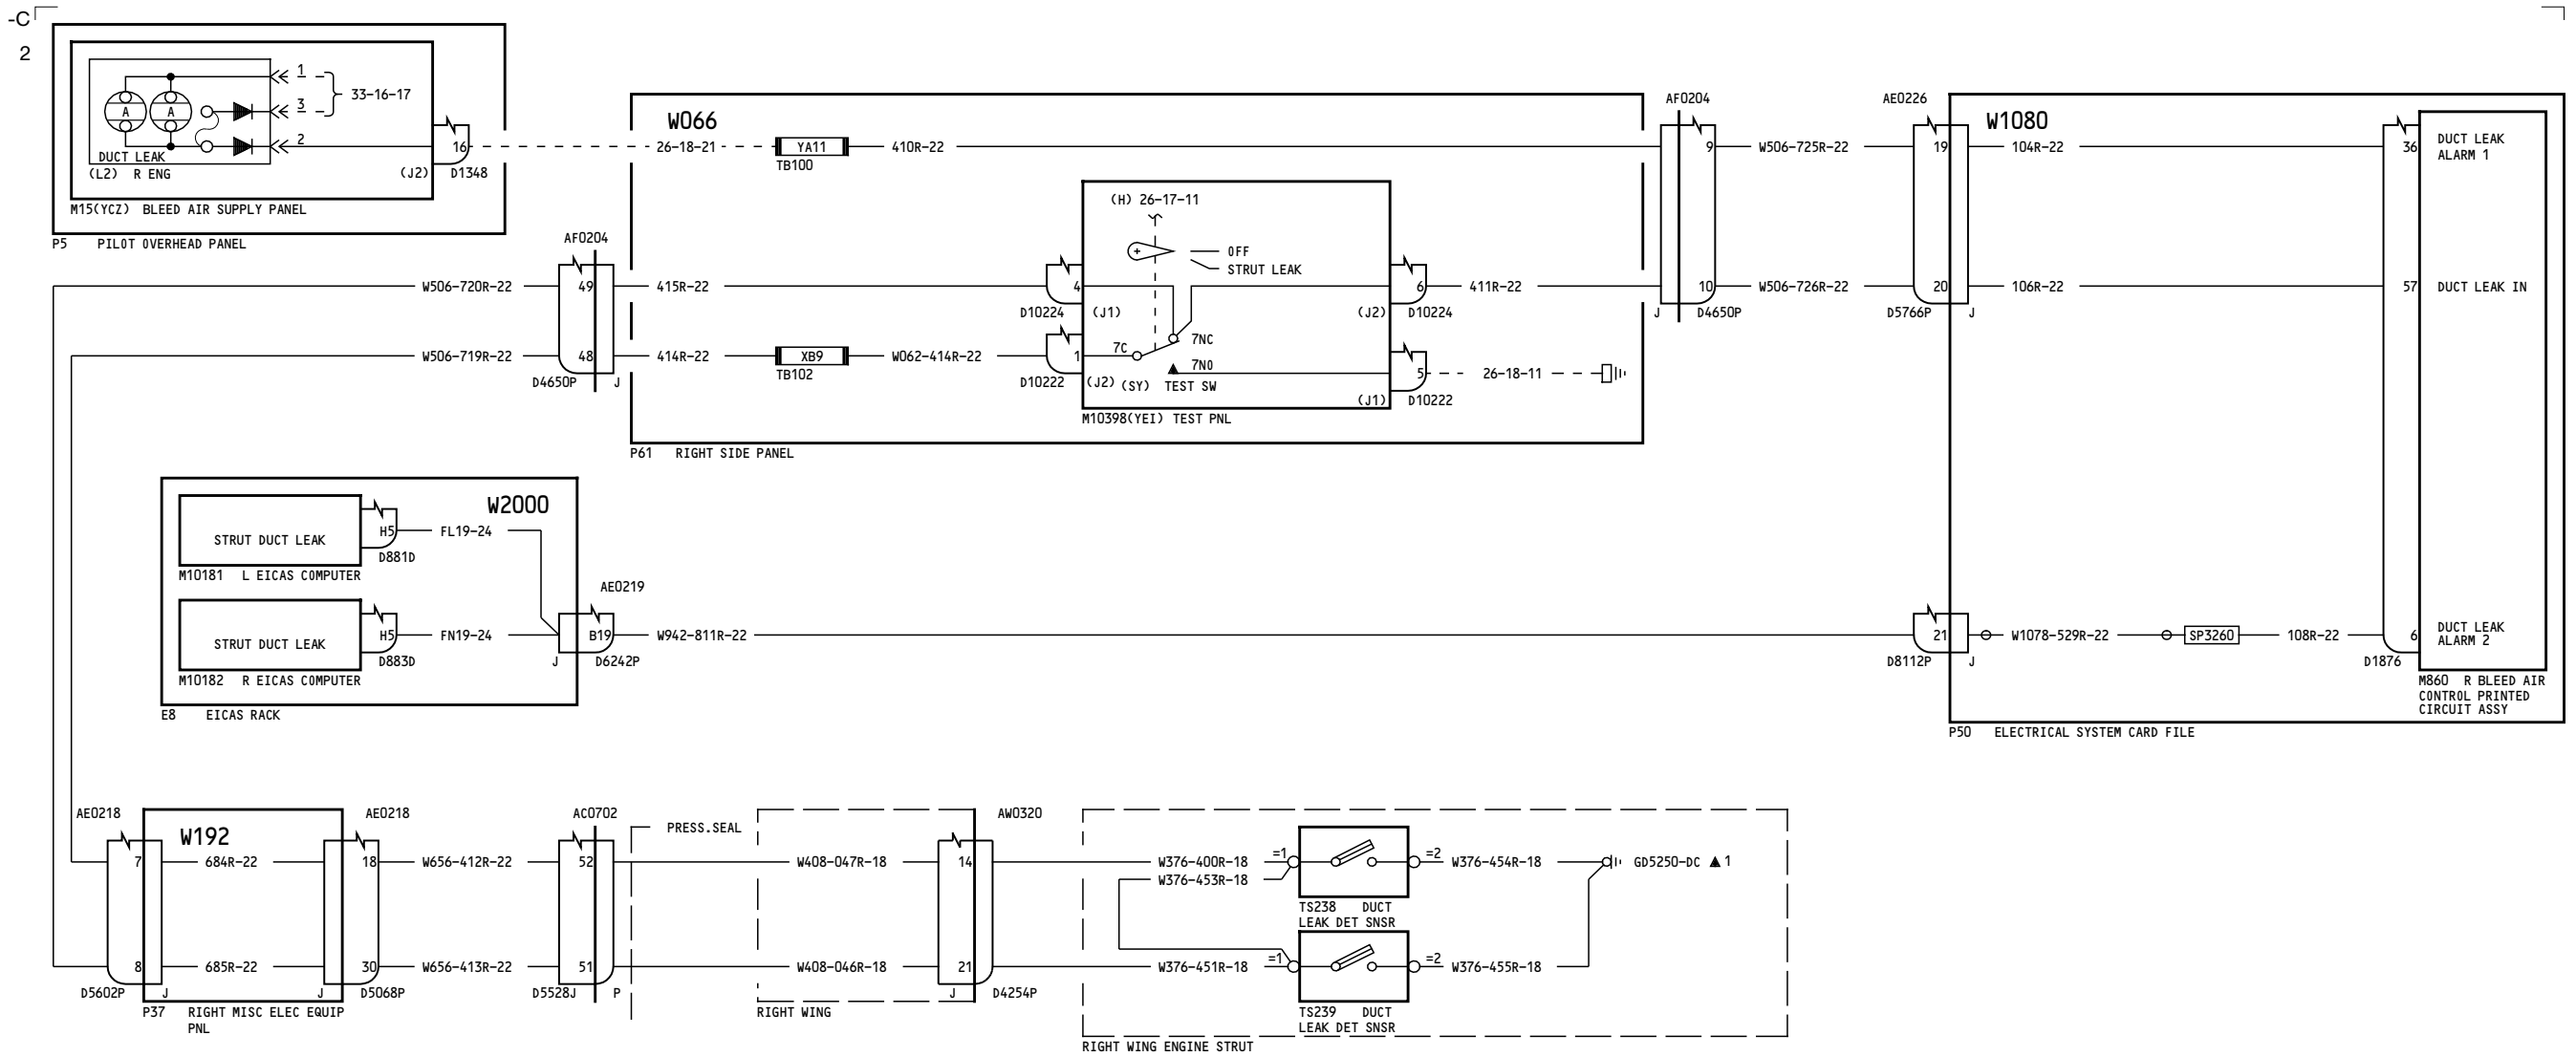 -C
2
1
3
2
33-16-17
A
A
DUCT LEAK
(L2) R ENG
(J2)
16
D1348
M15(YCZ) BLEED AIR SUPPLY PANEL
P5 PILOT OVERHEAD PANEL
W066
26-18-21
YA11
TB100
410R-22
AF0204
9
W506-725R-22
AE0226
19
W1080
104R-22
36
DUCT LEAK
ALARM 1
(H) 26-17-11
+
OFF
STRUT LEAK
AF0204
W506-720R-22
49
415R-22
4
D10224
(J1)
6
(J2)
D10224
411R-22
10
J
D4650P
W506-726R-22
20
D5766P
J
106R-22
57
DUCT LEAK IN
W506-719R-22
48
D4650P
J
414R-22
XB9
TB102
W062-414R-22
1
D10222
(J2)
7C
7NC
7NO
(SY) TEST SW
5
(J1)
D10222
26-18-11
M10398(YEI) TEST PNL
P61 RIGHT SIDE PANEL
W2000
STRUT DUCT LEAK
H5
D881D
FL19-24
M10181 L EICAS COMPUTER
STRUT DUCT LEAK
H5
D883D
FN19-24
M10182 R EICAS COMPUTER
E8 EICAS RACK
AE0219
J
B19
D6242P
W942-811R-22
21
D8112P
J
W1078-529R-22
SP3260
108R-22
6
D1876
DUCT LEAK
ALARM 2
M860 R BLEED AIR
CONTROL PRINTED
CIRCUIT ASSY
P50 ELECTRICAL SYSTEM CARD FILE
AE0218
W192
AE0218
AC0702
PRESS.SEAL
AW0320
7
684R-22
18
W656-412R-22
52
W408-047R-18
14
W376-400R-18
W376-453R-18
=1
=2
W376-454R-18
GD5250-DC ▲1
TS238 DUCT
LEAK DET SNSR
8
685R-22
30
W656-413R-22
51
W408-046R-18
21
W376-451R-18
=1
=2
W376-455R-18
D5602P
J
J
D5068P
D5528J
P
J
D4254P
P37 RIGHT MISC ELEC EQUIP
PNL
RIGHT WING
TS239 DUCT
LEAK DET SNSR
RIGHT WING ENGINE STRUT